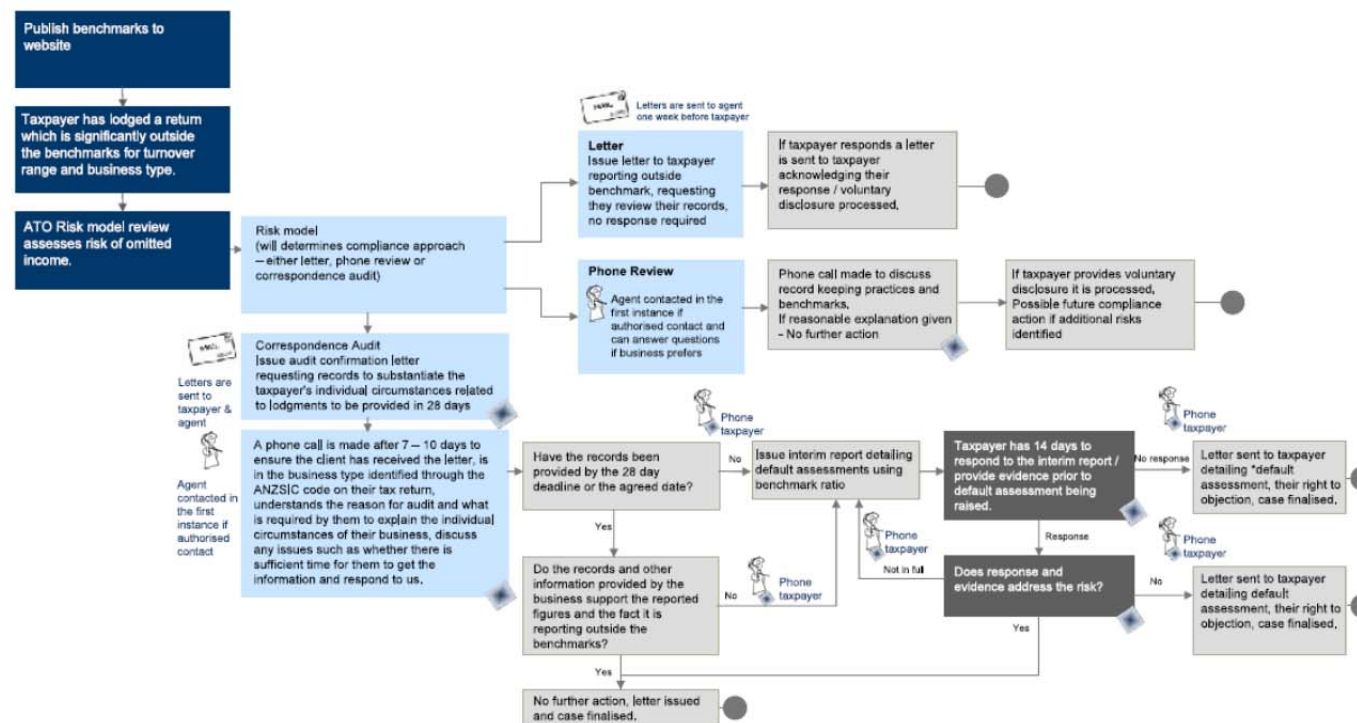 Publish benchmarks to
website
Taxpayer has lodged a return
which is significantly outside
the benchmarks for turnover
range and business type.
ATO Risk model review
assesses risk of omitted
income.
Risk model
(will determines compliance approach
– either letter, phone review or
correspondence audit)
Letters are sent to agent
one week before taxpayer
Letter
Issue letter to taxpayer
reporting outside
benchmark, requesting
they review their records,
no response required
If taxpayer responds a letter
is sent to taxpayer
acknowledging their
response / voluntary
disclosure processed.
Phone Review
Agent contacted in the
first instance if
authorised contact and
can answer questions
if business prefers
Phone call made to discuss
record keeping practices and
benchmarks.
If reasonable explanation given
- No further action
If taxpayer provides voluntary
disclosure it is processed.
Possible future compliance
action if additional risks
identified
Letters are
sent to
taxpayer &
agent
Correspondence Audit
Issue audit confirmation letter
requesting records to substantiate the
taxpayer's individual circumstances related
to lodgments to be provided in 28 days
Agent
contacted in
the first
instance if
authorised
contact
A phone call is made after 7 – 10 days to
ensure the client has received the letter, is
in the business type identified through the
ANZSIC code on their tax return,
understands the reason for audit and what
is required by them to explain the individual
circumstances of their business, discuss
any issues such as whether there is
sufficient time for them to get the
information and respond to us.
Have the records been
provided by the 28 day
deadline or the agreed date?
No
Phone
taxpayer
Issue interim report detailing
default assessments using
benchmark ratio
Taxpayer has 14 days to
respond to the interim report /
provide evidence prior to
default assessment being
raised.
No response
Phone
taxpayer
Letter sent to taxpayer
detailing *default
assessment, their right to
objection, case finalised.
Yes
Do the records and other
information provided by the
business support the reported
figures and the fact it is
reporting outside the
benchmarks?
No
Phone
taxpayer
Phone
taxpayer
Not in full
Response
Does response and
evidence address the risk?
No
Phone
taxpayer
Letter sent to taxpayer
detailing default
assessment, their right to
objection, case finalised.
Yes
Yes
No further action, letter issued
and case finalised.